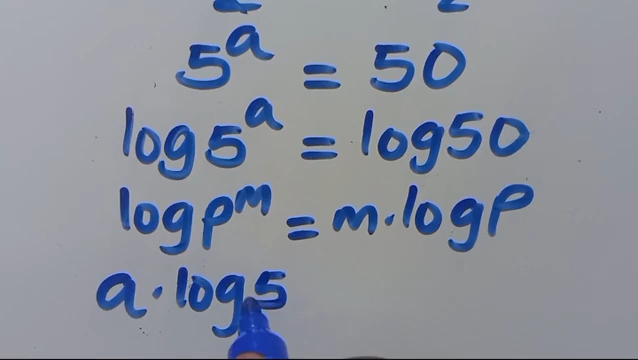 5^a = 50
log5^a = log50
logp^m = m·logp
a·log5